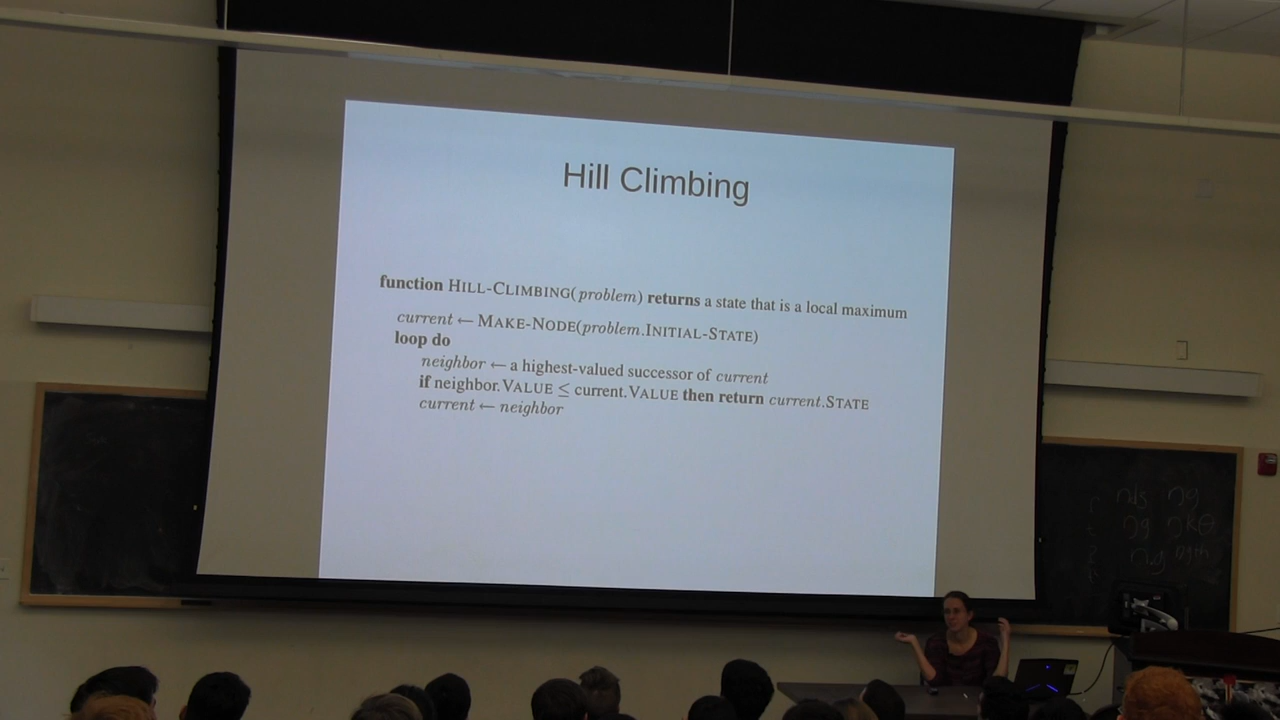 Hill Climbing
function HILL-CLIMBING(problem) returns a state that is a local maximum
current ← MAKE-NODE(problem.INITIAL-STATE)
loop do
neighbor ← a highest-valued successor of current
if neighbor.VALUE ≤ current.VALUE then return current.STATE
current ← neighbor